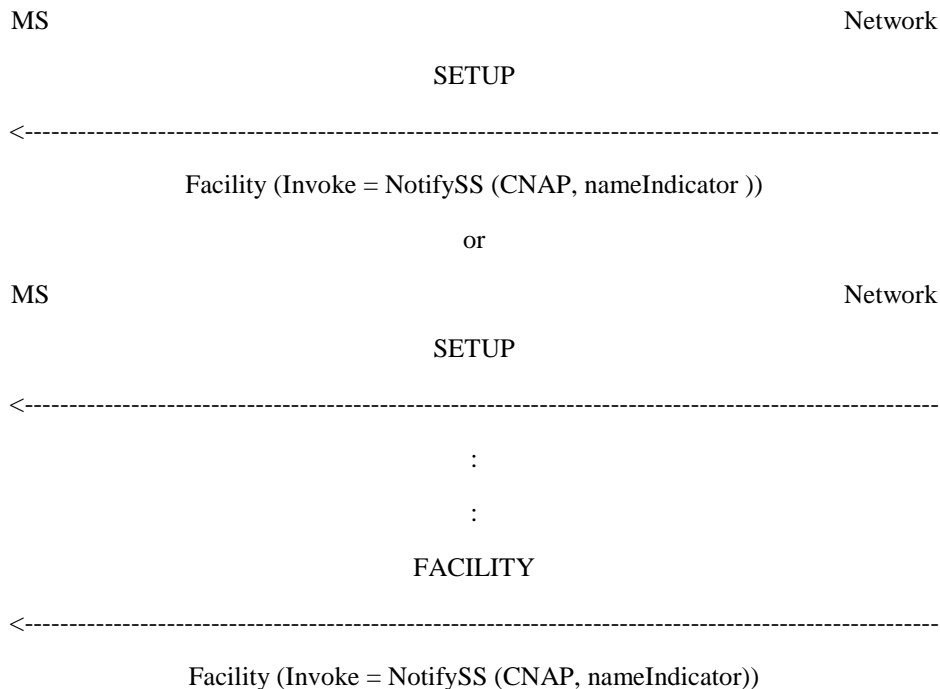 MS Network
SETUP
<------------------------------------------------------------------------------------------------------
Facility (Invoke = NotifySS (CNAP, nameIndicator ))
or
MS Network
SETUP
<------------------------------------------------------------------------------------------------------
:
:
FACILITY
<------------------------------------------------------------------------------------------------------
Facility (Invoke = NotifySS (CNAP, nameIndicator))